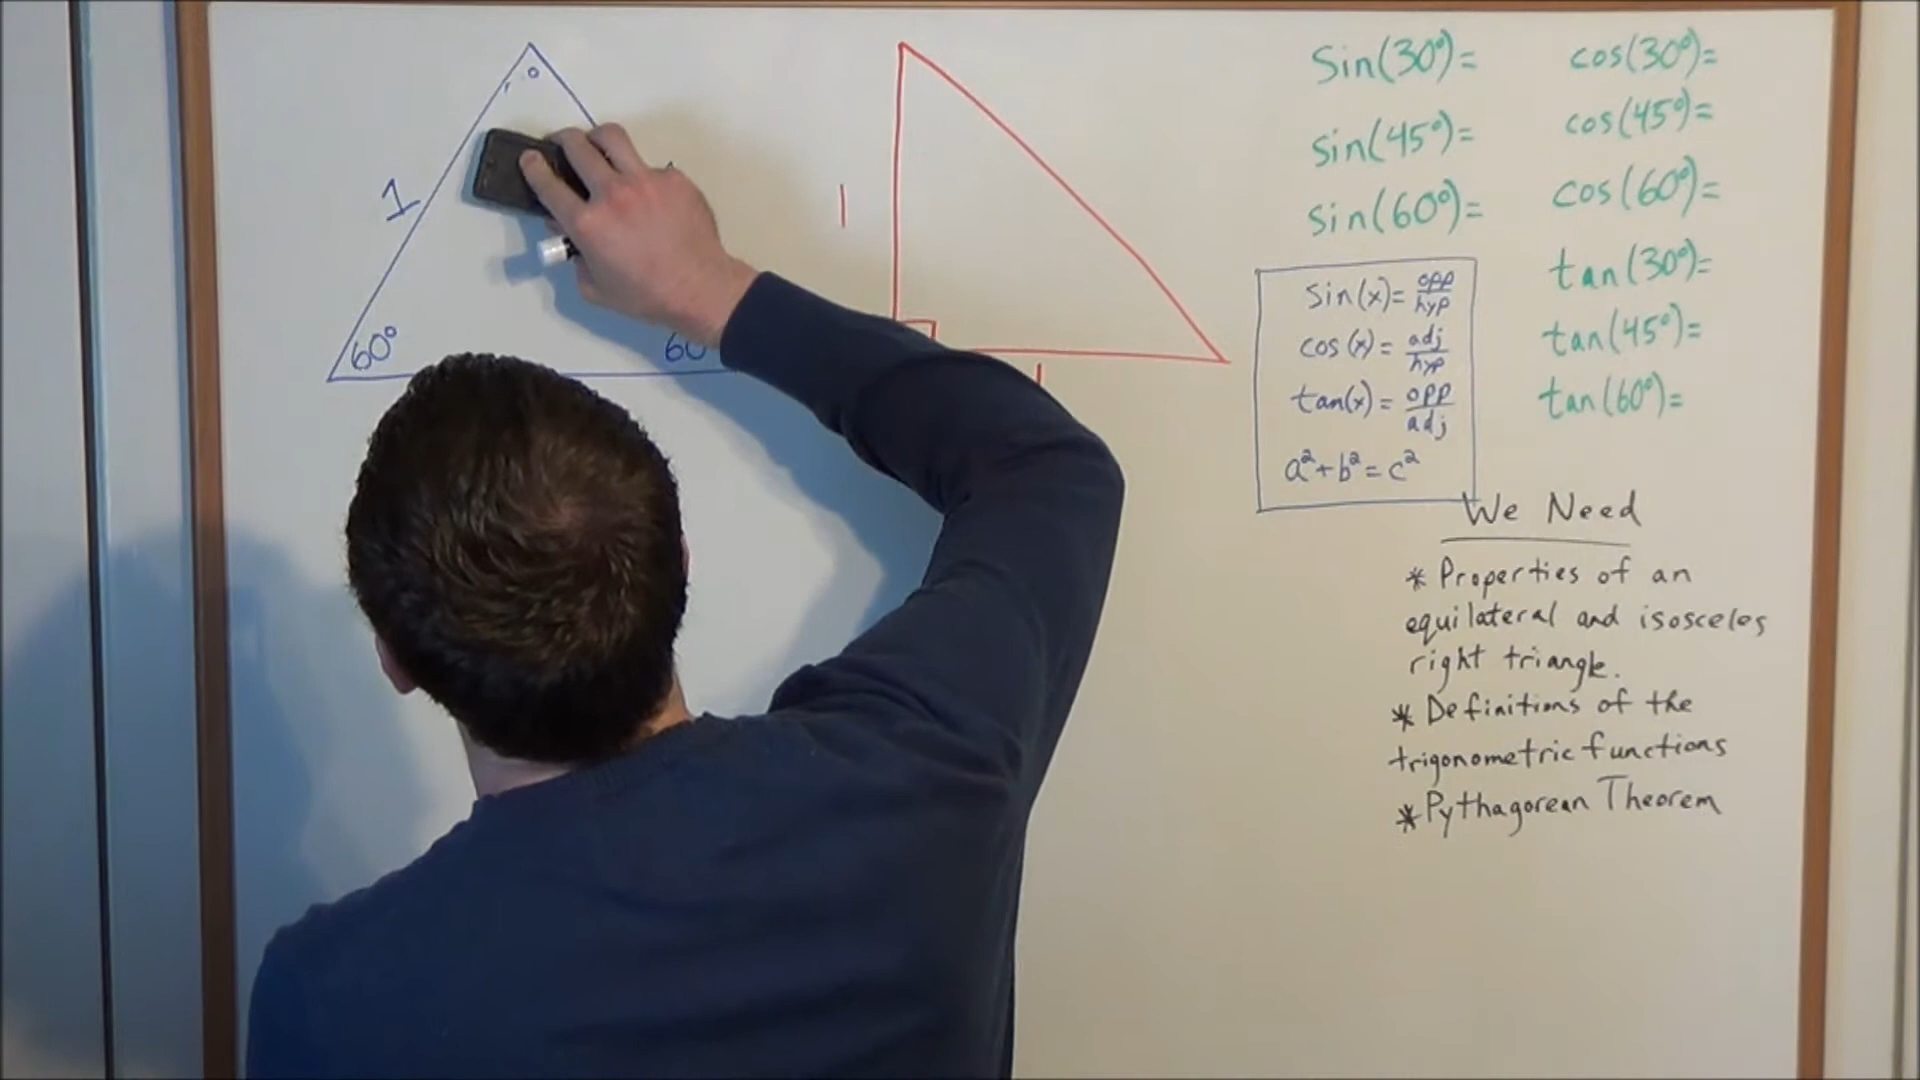 1
60°
60
1
1
Sin(30°)=
sin(45°)=
sin(60°)=
cos(30°)=
cos(45°)=
cos(60°)=
tan(30°)=
tan(45°)=
tan(60°)=
Sin(x)= opp/hyp
cos(x)= adj/hyp
tan(x)= opp/adj
a²+b²=c²
We Need
* Properties of an
equilateral and isosceles
right triangle.
* Definitions of the
trigonometric functions
* Pythagorean Theorem